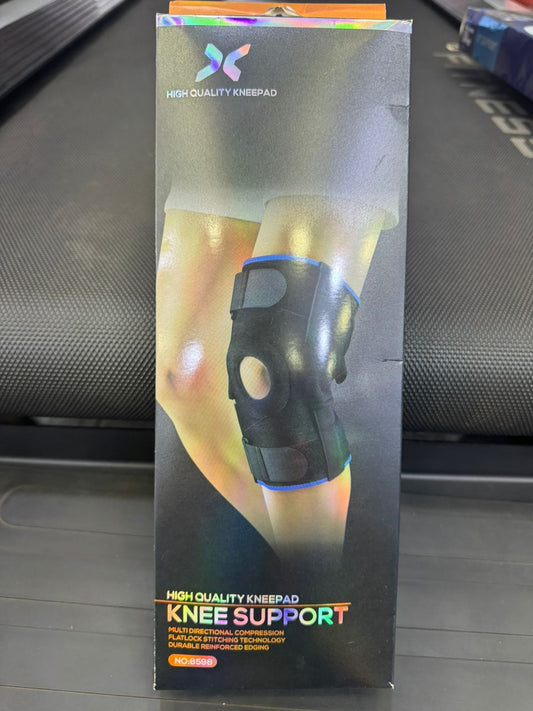 HIGH QUALITY KNEEPAD
HIGH QUALITY KNEEPAD
KNEE SUPPORT
MULTI DIRECTIONAL COMPRESSION
FLATLOCK STITCHING TECHNOLOGY
DURABLE REINFORCED EDGING
NO:8598